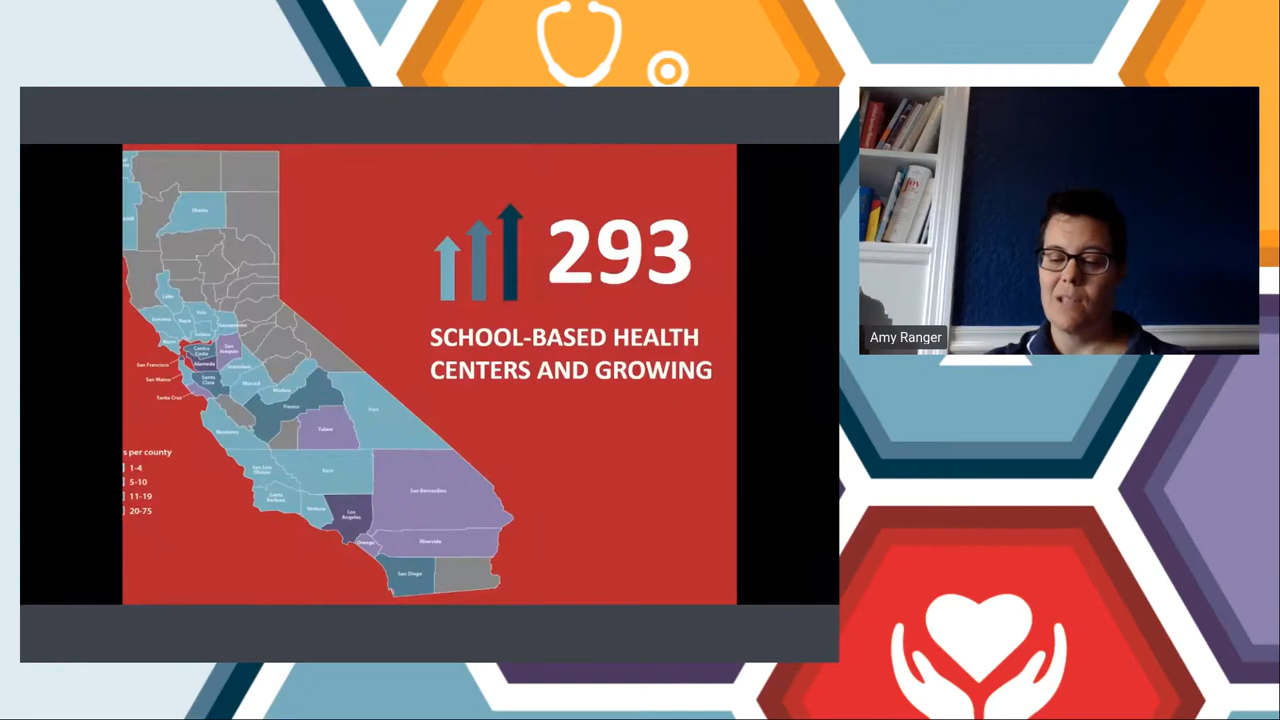 293
SCHOOL-BASED HEALTH
CENTERS AND GROWING
Shasta
Lake
Sonoma
Napa
Yolo
Solano
Sacramento
Marin
Contra
Costa
San
Joaquin
Alameda
San Francisco
Stanislaus
San Mateo
Santa
Clara
Merced
Madera
Santa Cruz
Fresno
Inyo
Monterey
Tulare
San Luis
Obispo
Kern
San Bernardino
Santa
Barbara
Ventura
Los
Angeles
Orange
Riverside
San Diego
s per county
1-4
5-10
11-19
20-75
Amy Ranger
joy